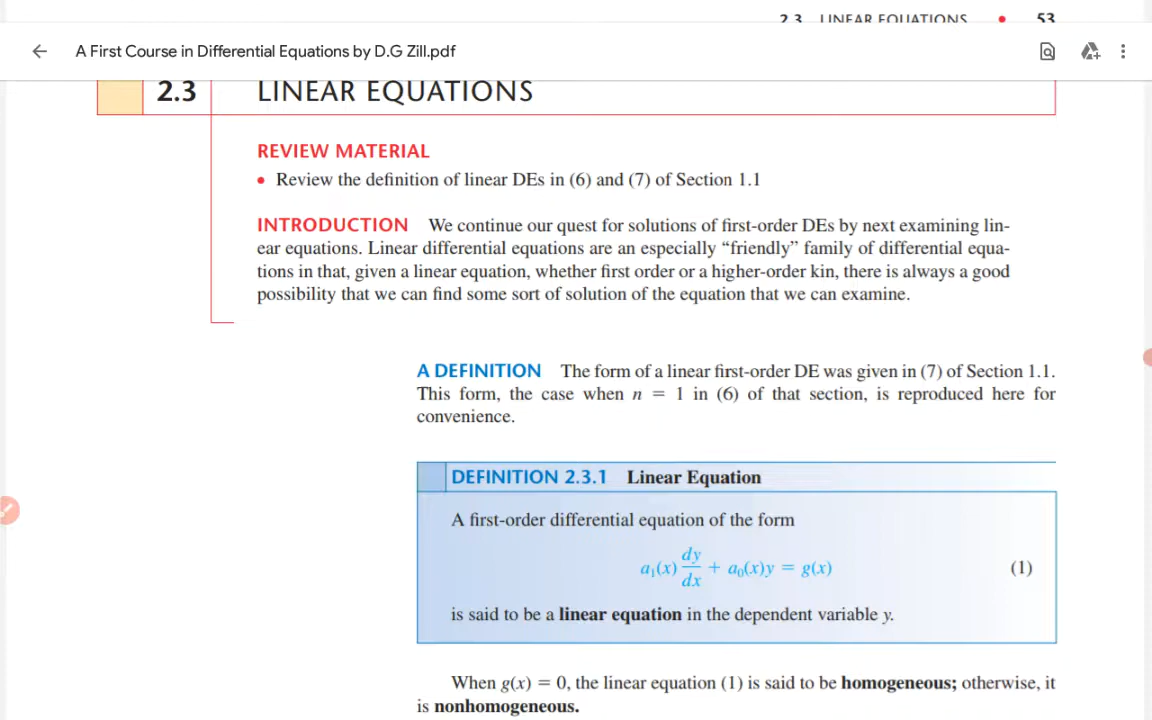 2.3 LINEAR EQUATIONS • 53
A First Course in Differential Equations by D.G Zill.pdf
2.3 LINEAR EQUATIONS
REVIEW MATERIAL
• Review the definition of linear DEs in (6) and (7) of Section 1.1
INTRODUCTION We continue our quest for solutions of first-order DEs by next examining lin-
ear equations. Linear differential equations are an especially “friendly” family of differential equa-
tions in that, given a linear equation, whether first order or a higher-order kin, there is always a good
possibility that we can find some sort of solution of the equation that we can examine.
A DEFINITION The form of a linear first-order DE was given in (7) of Section 1.1.
This form, the case when n = 1 in (6) of that section, is reproduced here for
convenience.
DEFINITION 2.3.1 Linear Equation
A first-order differential equation of the form
a₁(x) dy/dx + a₀(x)y = g(x) (1)
is said to be a linear equation in the dependent variable y.
When g(x) = 0, the linear equation (1) is said to be homogeneous; otherwise, it
is nonhomogeneous.